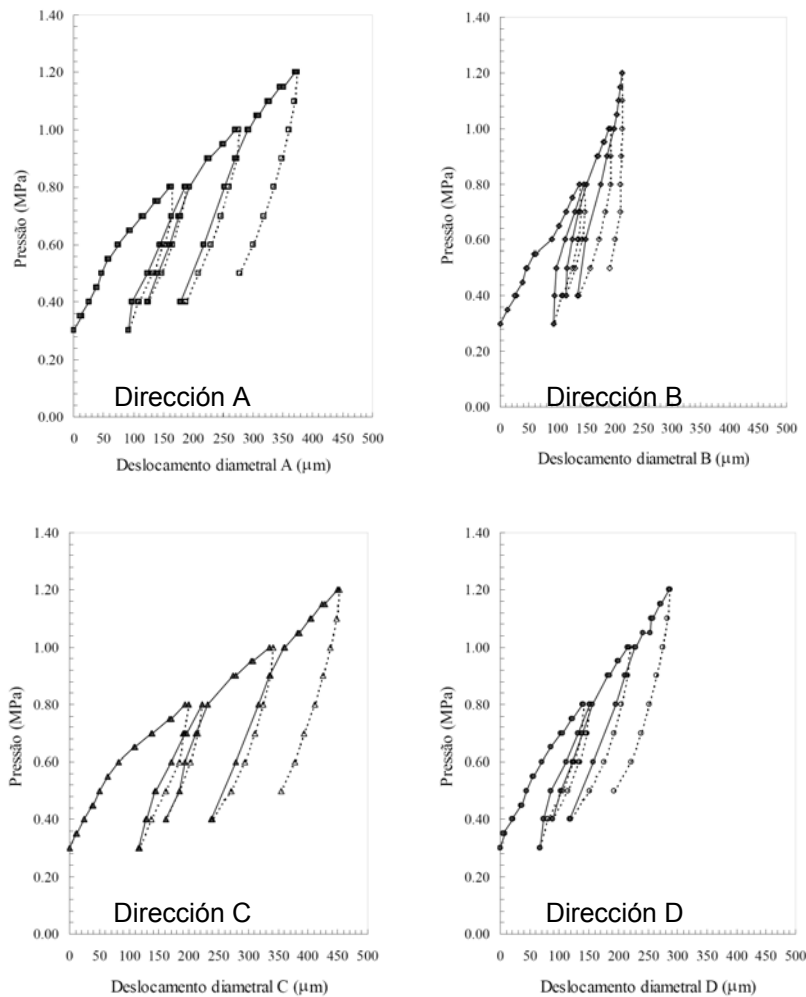 1.40
1.20
1.00
0.80
0.60
0.40
0.20
0.00
Pressão (MPa)
Dirección A
0 50 100 150 200 250 300 350 400 450 500
Deslocamento diametral A (μm)
1.40
1.20
1.00
0.80
0.60
0.40
0.20
0.00
Pressão (MPa)
Dirección B
0 50 100 150 200 250 300 350 400 450 500
Deslocamento diametral B (μm)
1.40
1.20
1.00
0.80
0.60
0.40
0.20
0.00
Pressão (MPa)
Dirección C
0 50 100 150 200 250 300 350 400 450 500
Deslocamento diametral C (μm)
1.40
1.20
1.00
0.80
0.60
0.40
0.20
0.00
Pressão (MPa)
Dirección D
0 50 100 150 200 250 300 350 400 450 500
Deslocamento diametral D (μm)